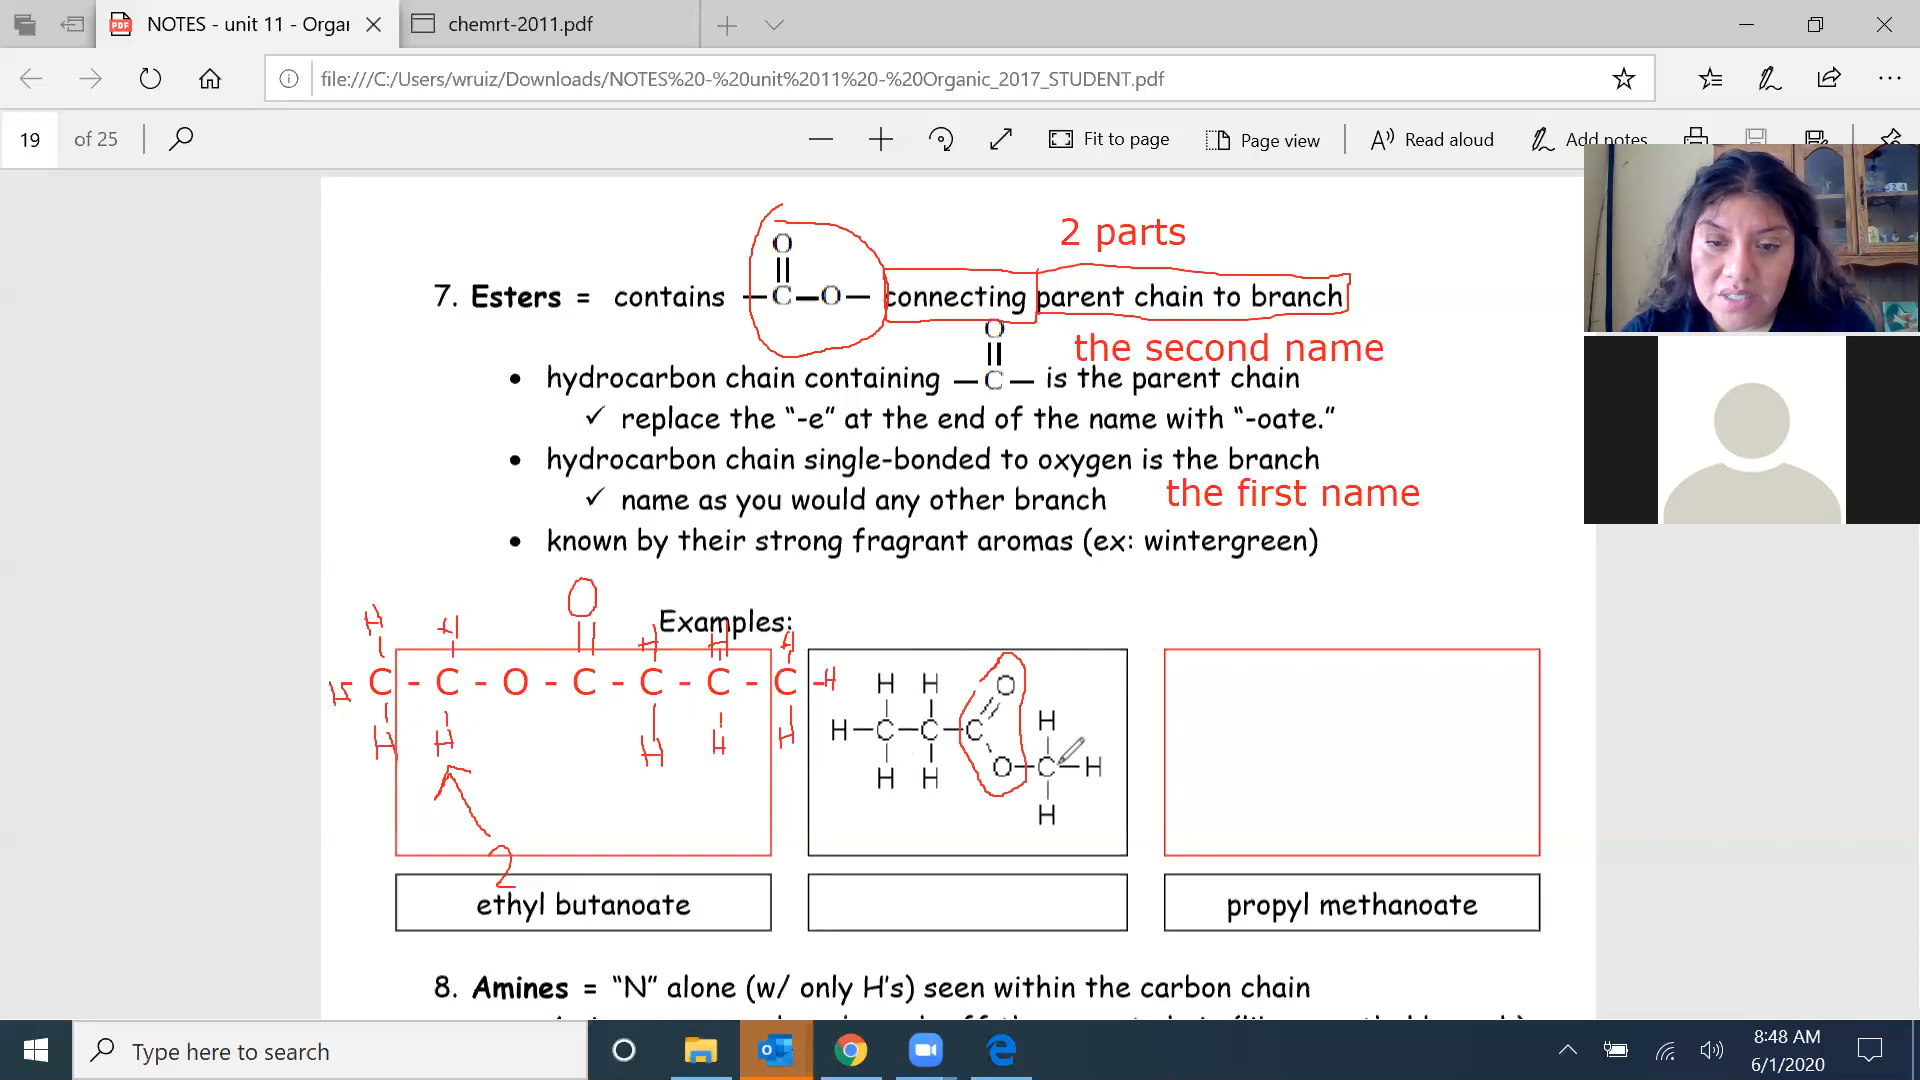 NOTES - unit 11 - Organ
chemrt-2011.pdf
file:///C:/Users/wruiz/Downloads/NOTES%20-%20unit%2011%20-%20Organic_2017_STUDENT.pdf
19 of 25
Fit to page
Page view
Read aloud
Add notes
2 parts
O
7. Esters = contains – C – O – connecting parent chain to branch
O
the second name
• hydrocarbon chain containing – C – is the parent chain
✓ replace the “-e” at the end of the name with “-oate.”
• hydrocarbon chain single-bonded to oxygen is the branch
✓ name as you would any other branch
the first name
• known by their strong fragrant aromas (ex: wintergreen)
O
Examples:
H H H H H
H - C - C - O - C - C - C - C - H
H H H H H
2
H H O
H – C – C – C H
O – C – H
H H H
ethyl butanoate
propyl methanoate
8. Amines = “N” alone (w/ only H's) seen within the carbon chain
Type here to search
8:48 AM
6/1/2020